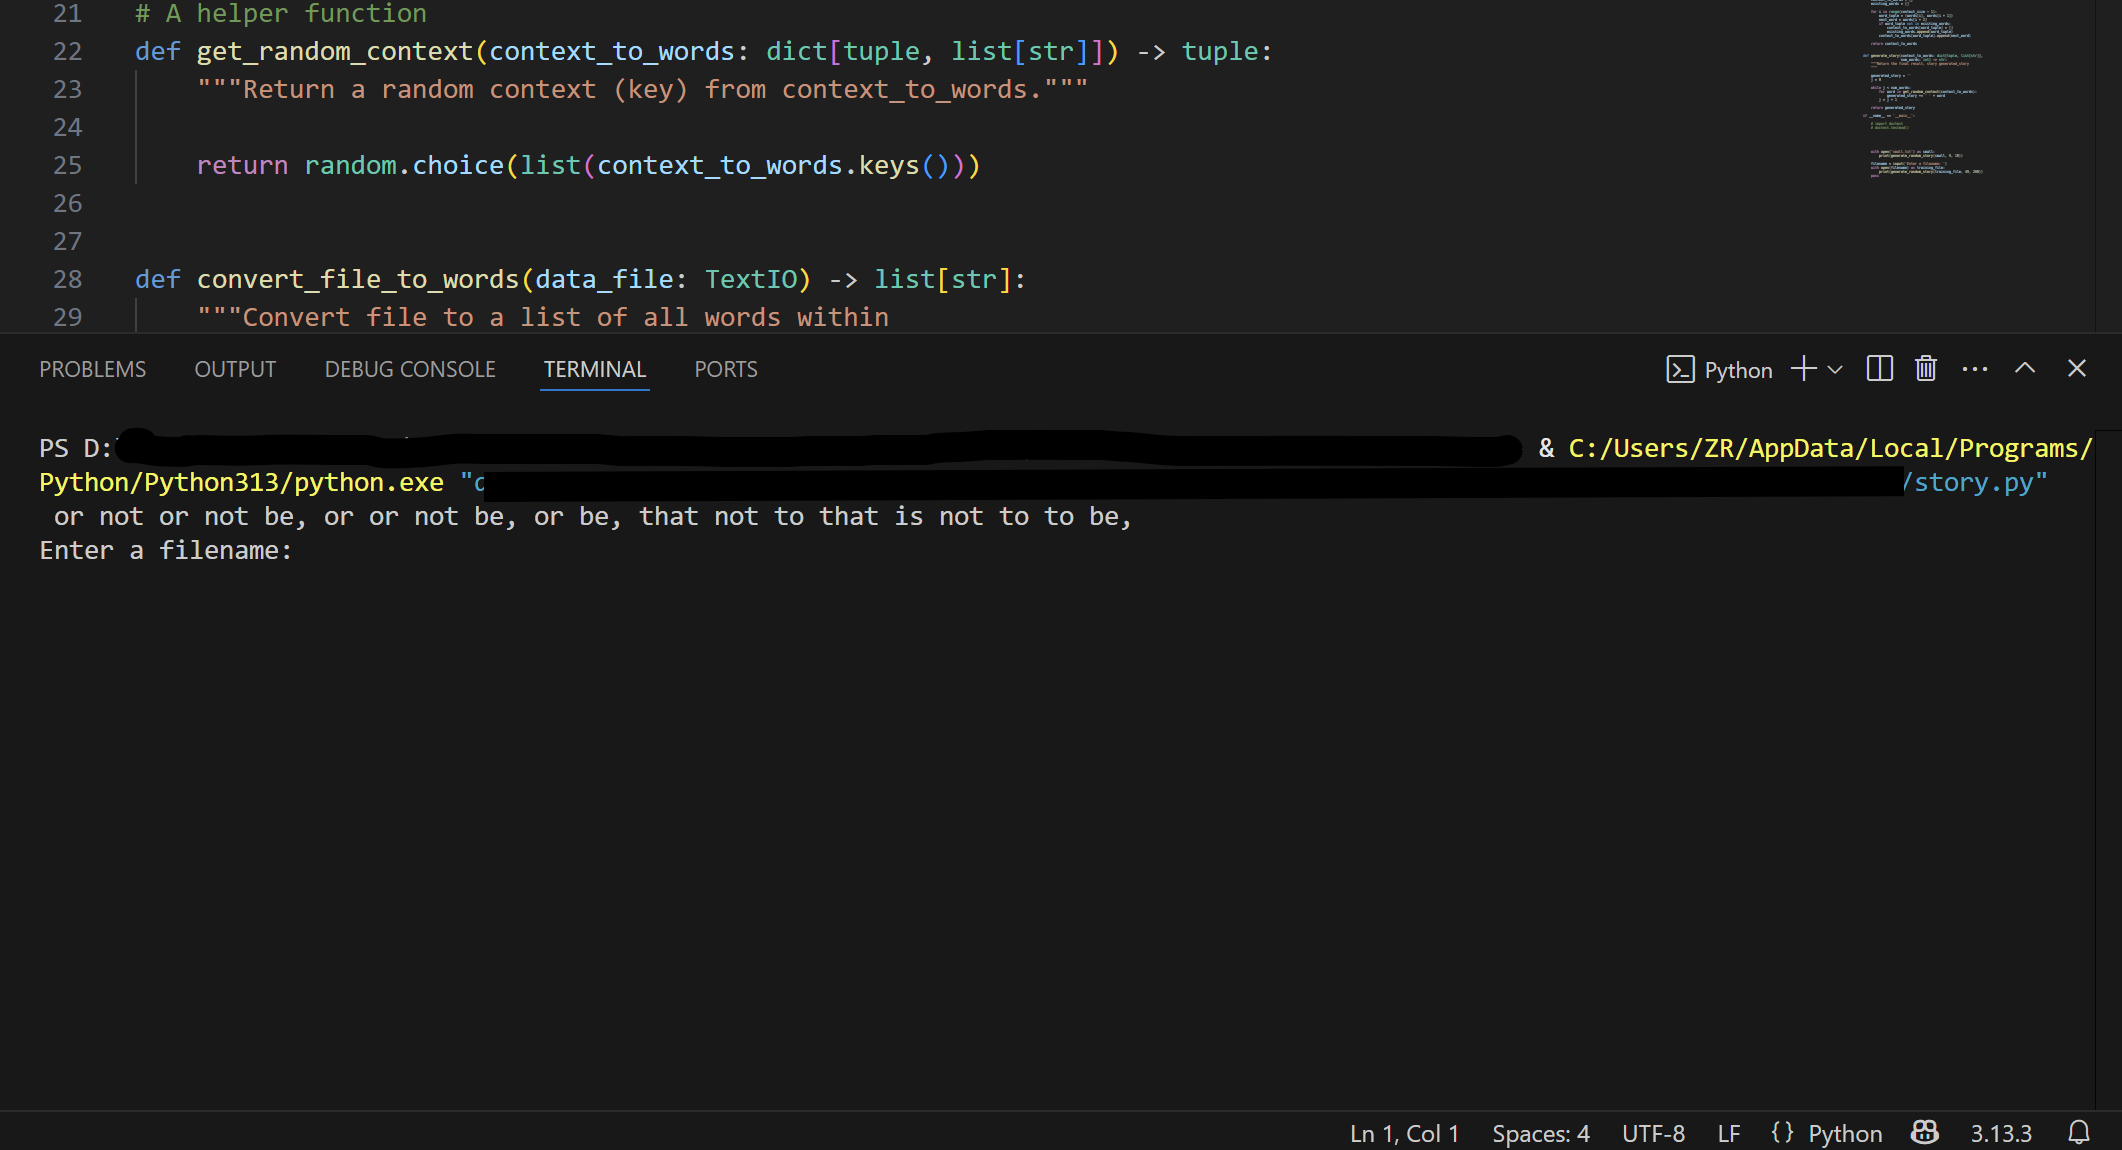 21 # A helper function
22 def get_random_context(context_to_words: dict[tuple, list[str]]) -> tuple:
23 """Return a random context (key) from context_to_words."""
24
25 return random.choice(list(context_to_words.keys()))
26
27
28 def convert_file_to_words(data_file: TextIO) -> list[str]:
29 """Convert file to a list of all words within
PROBLEMS OUTPUT DEBUG CONSOLE TERMINAL PORTS Python
PS D: & C:/Users/ZR/AppData/Local/Programs/
Python/Python313/python.exe "d /story.py"
or not or not be, or or not be, or be, that not to that is not to to be,
Enter a filename:
Ln 1, Col 1 Spaces: 4 UTF-8 LF {} Python 3.13.3